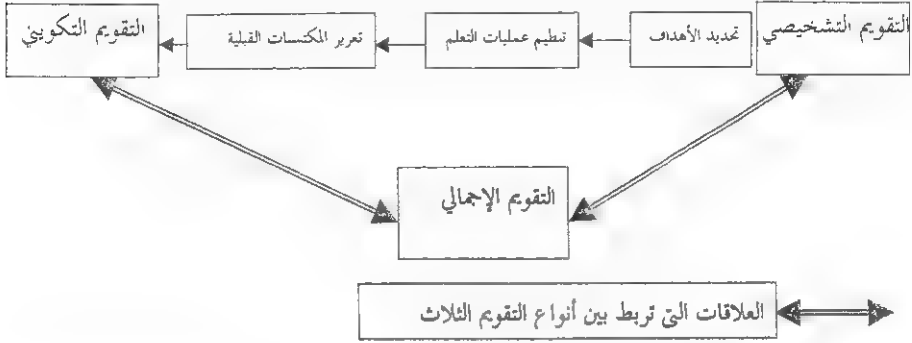 التقويم التشخيصي
تحديد الأهداف
تنظيم عمليات التعلم
تعزيز المكتسبات القبلية
التقويم التكويني
التقويم الإجمالي
العلاقات التي تربط بين أنواع التقويم الثلاث